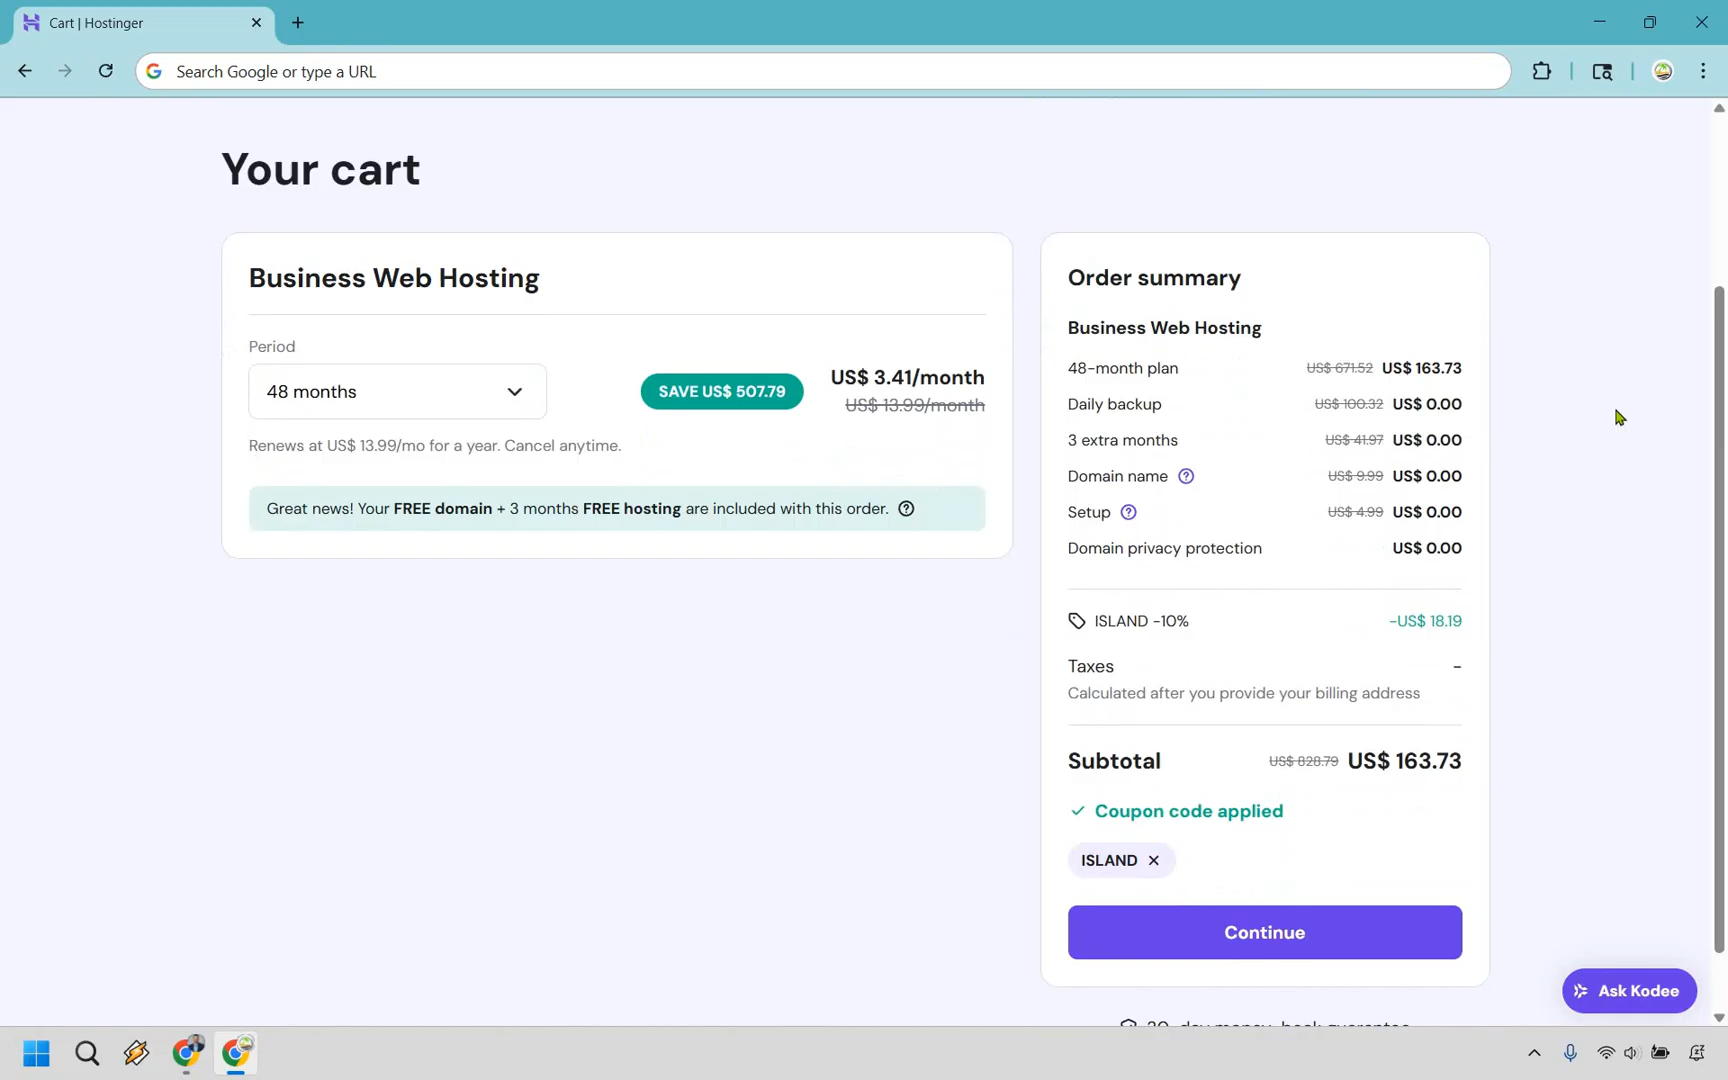 Cart | Hostinger
Search Google or type a URL
Your cart
Business Web Hosting
Period
48 months
SAVE US$ 507.79
US$ 3.41/month
US$ 13.99/month
Renews at US$ 13.99/mo for a year. Cancel anytime.
Great news! Your FREE domain + 3 months FREE hosting are included with this order.
Order summary
Business Web Hosting
48-month plan US$ 671.52 US$ 163.73
Daily backup US$ 100.32 US$ 0.00
3 extra months US$ 41.97 US$ 0.00
Domain name US$ 9.99 US$ 0.00
Setup US$ 4.99 US$ 0.00
Domain privacy protection US$ 0.00
ISLAND -10% -US$ 18.19
Taxes -
Calculated after you provide your billing address
Subtotal US$ 828.79 US$ 163.73
Coupon code applied
ISLAND
Continue
Ask Kodee
30-day money-back guarantee